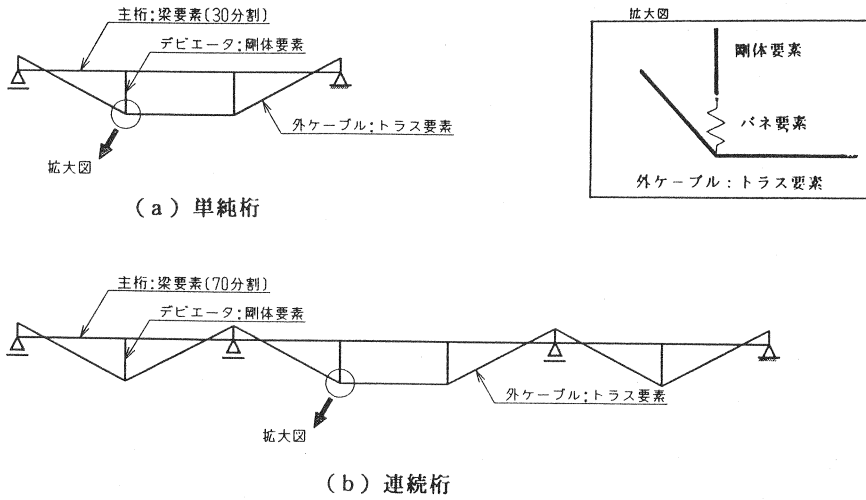 主桁:梁要素(30分割)
デビエータ:剛体要素
外ケーブル:トラス要素
拡大図
(a)単純桁
拡大図
剛体要素
バネ要素
外ケーブル:トラス要素
主桁:梁要素(70分割)
デビエータ:剛体要素
外ケーブル:トラス要素
拡大図
(b)連続桁